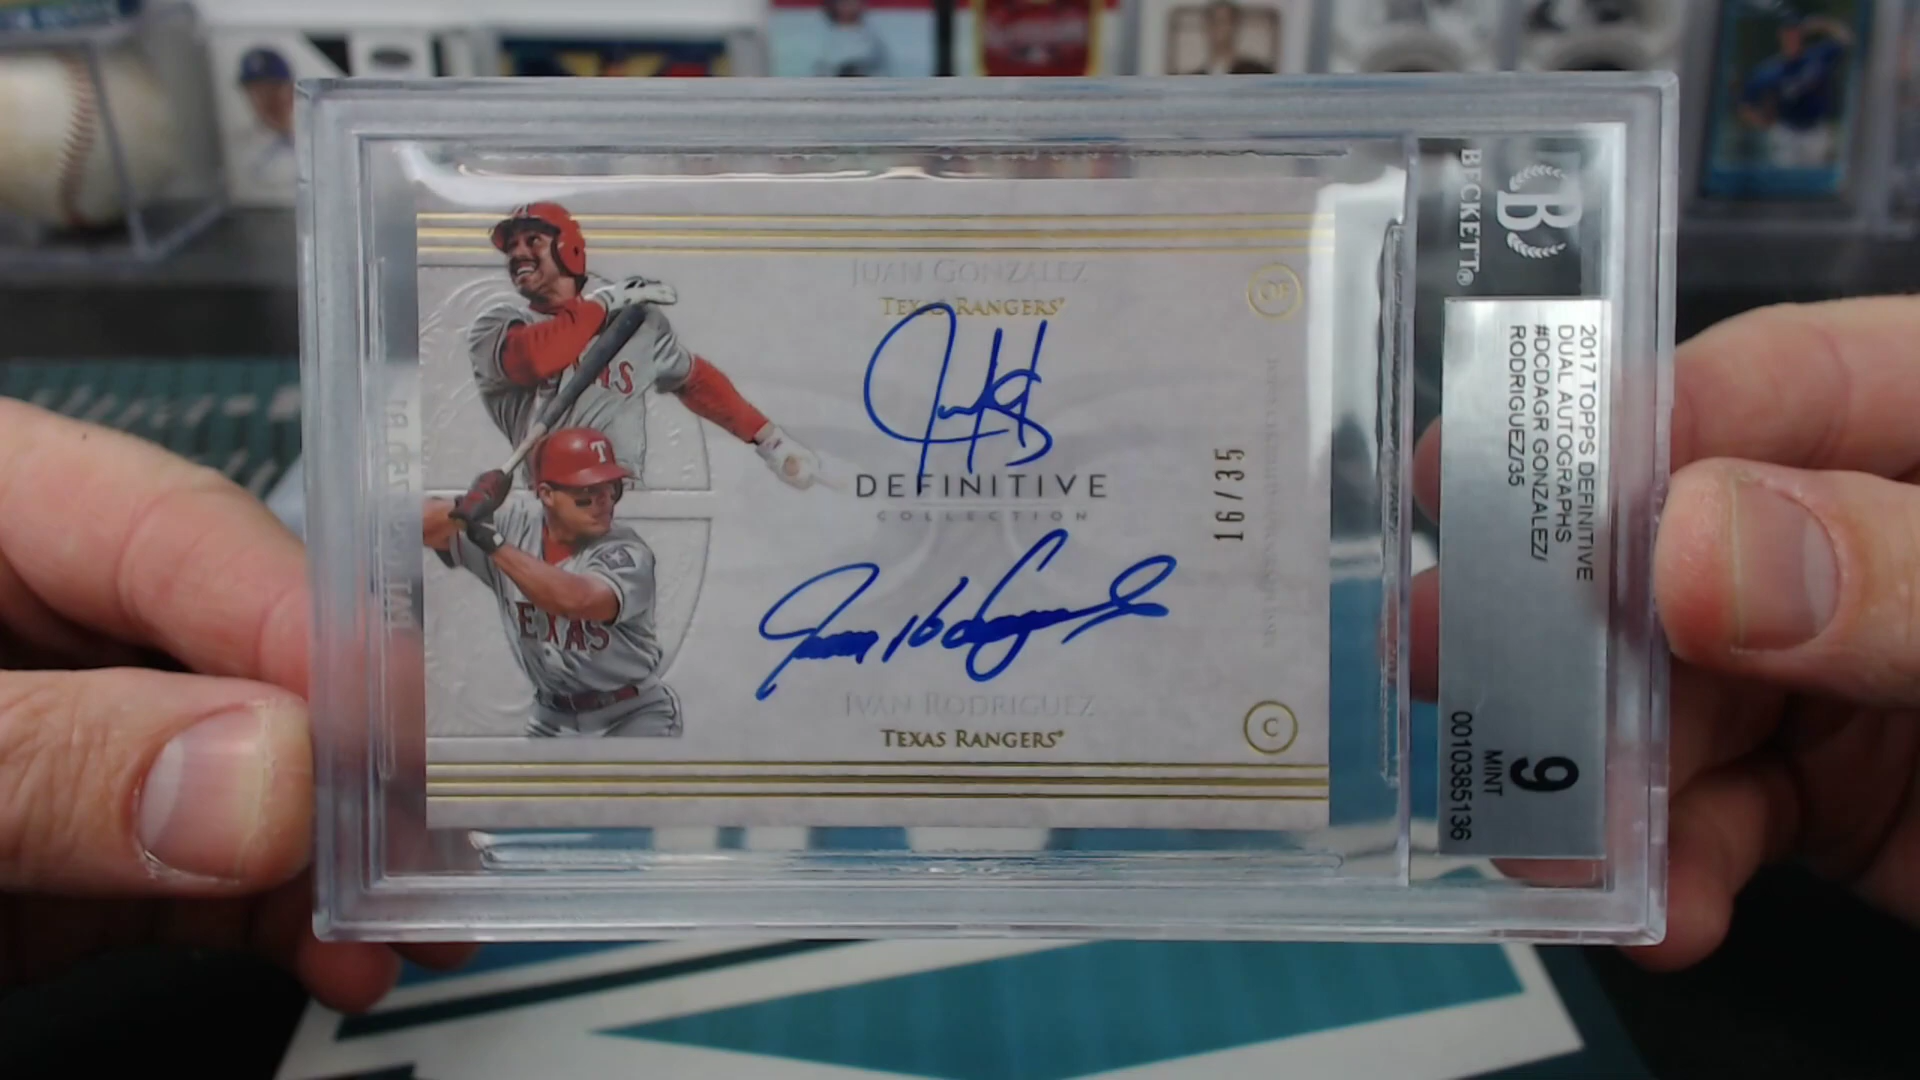 JUAN GONZALEZ
TEXAS RANGERS
OF
DEFINITIVE
COLLECTION
16/35
IVAN RODRIGUEZ
TEXAS RANGERS
C
TEXAS
T
BECKETT®
B
2017 TOPPS DEFINITIVE
DUAL AUTOGRAPHS
#DCDAGR GONZALEZ/
RODRIGUEZ/35
9
MINT
0010385136